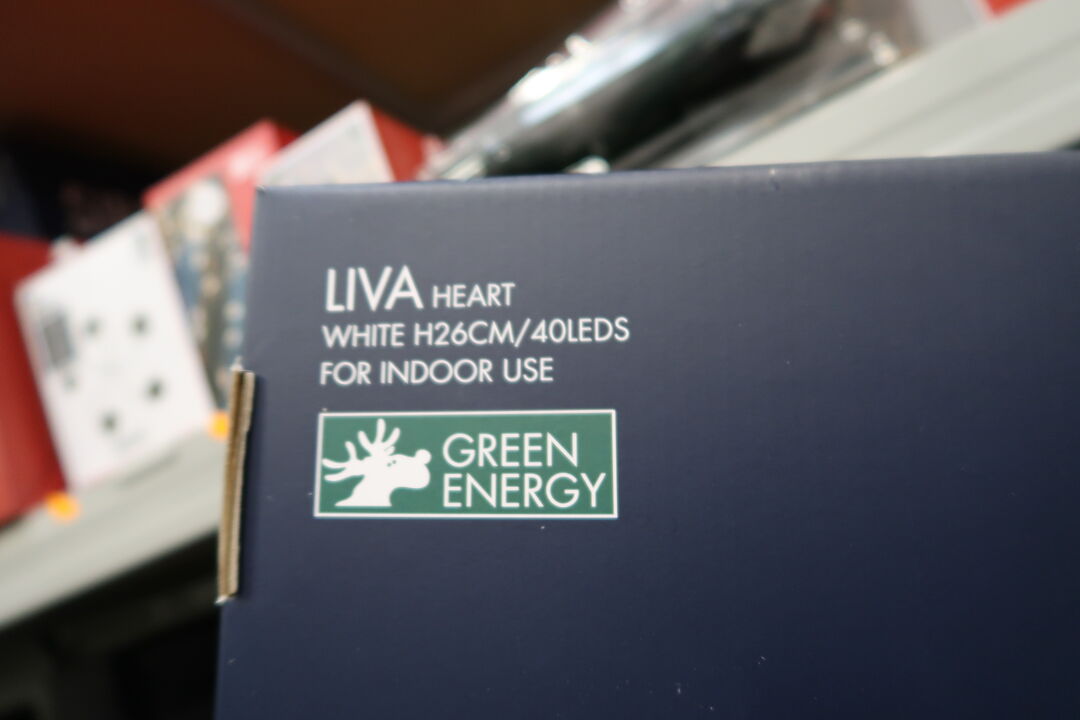 LIVA HEART
WHITE H26CM/40LEDS
FOR INDOOR USE
GREEN
ENERGY